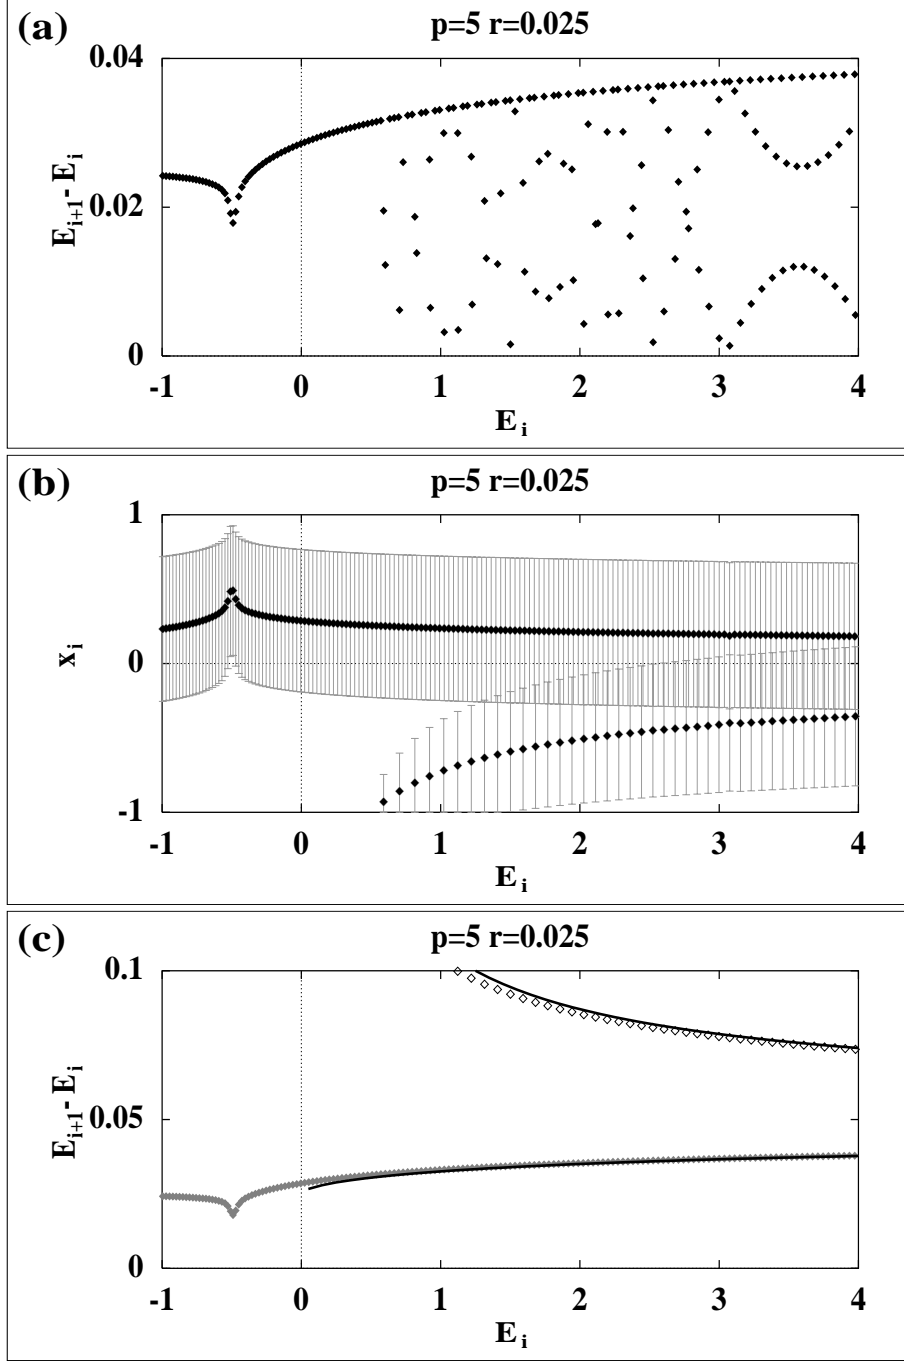 (a)
p=5 r=0.025
0.04
0.02
0
E_{i+1}- E_i
-1 0 1 2 3 4
E_i
(b)
p=5 r=0.025
1
0
-1
x_i
-1 0 1 2 3 4
E_i
(c)
p=5 r=0.025
0.1
0.05
0
E_{i+1}- E_i
-1 0 1 2 3 4
E_i